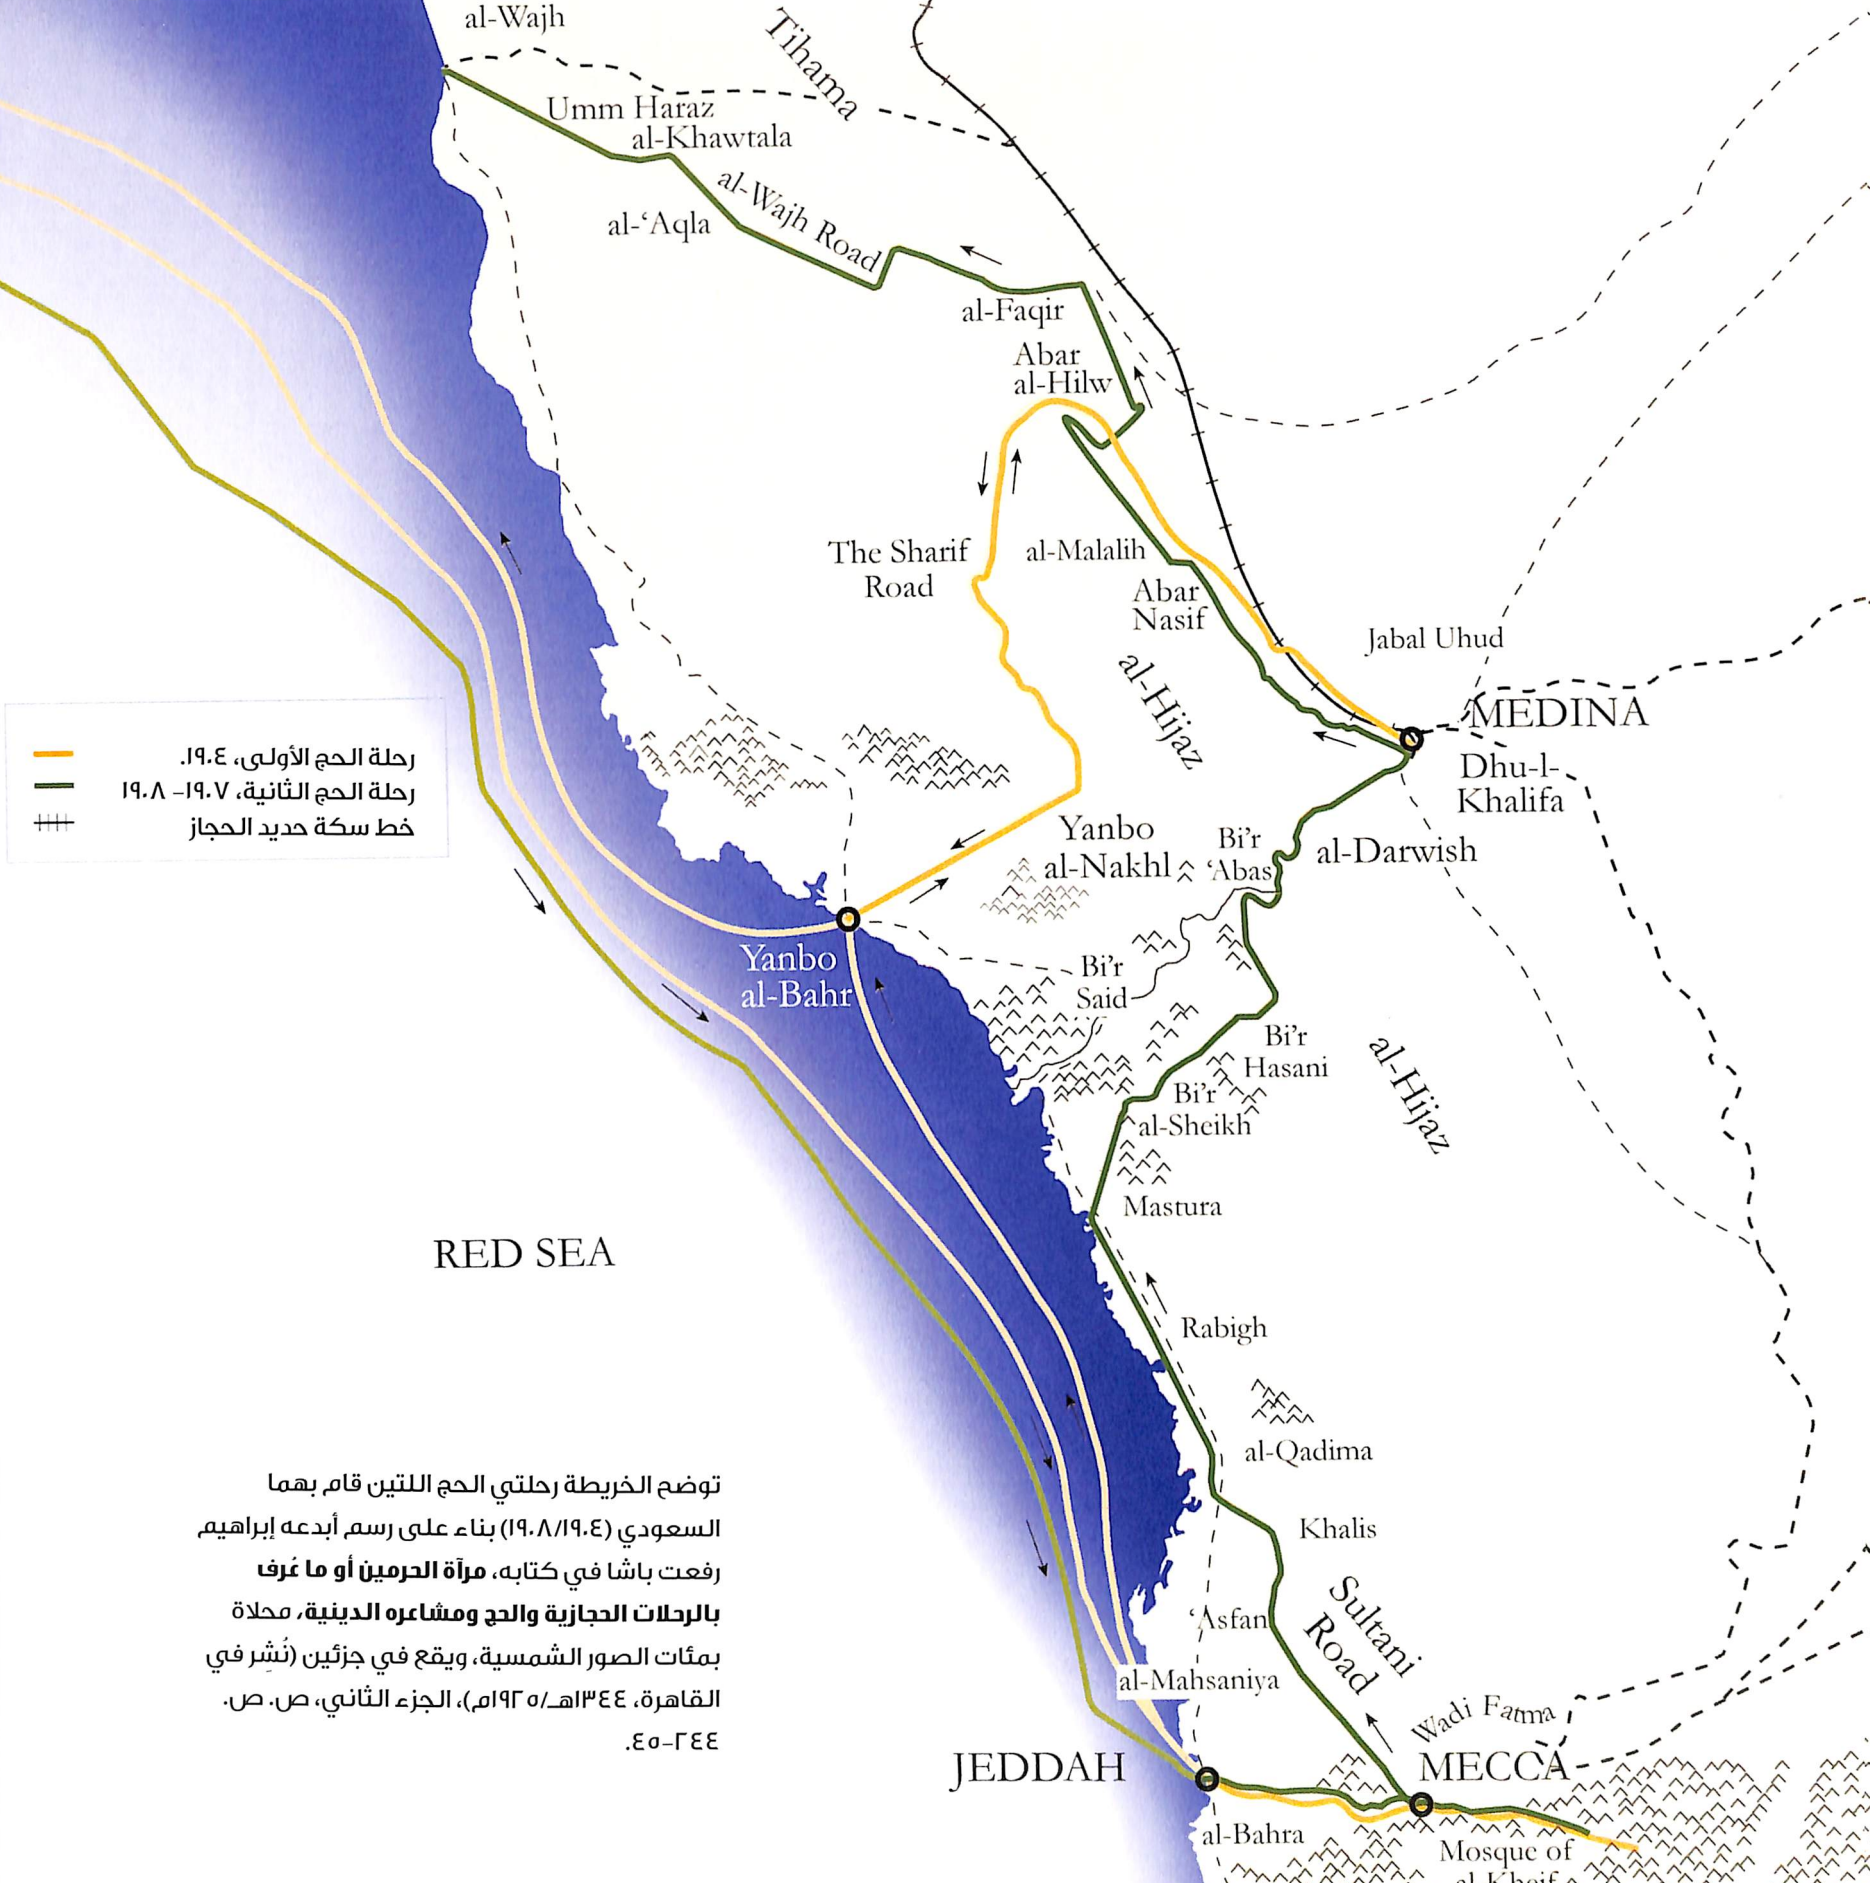 al-Wajh
Tihama
Umm Haraz
al-Khawtala
al-Wajh Road
al-‘Aqla
al-Faqir
Abar
al-Hilw
The Sharif
Road
al-Malalih
Abar
Nasif
Jabal Uhud
al-Hijaz
MEDINA
Dhu-l-
Khalifa
رحلة الحج الأولى، ١٩٠٤.
رحلة الحج الثانية، ١٩٠٧– ١٩٠٨
خط سكة حديد الحجاز
Yanbo
al-Nakhl
Bi’r
‘Abas
al-Darwish
Yanbo
al-Bahr
Bi’r
Said
Bi’r
Hasani
al-Hijaz
Bi’r
al-Sheikh
Mastura
RED SEA
Rabigh
al-Qadima
Khalis
توضح الخريطة رحلتي الحج اللتين قام بهما
السعودي (١٩٠٨/١٩٠٤) بناء على رسم أبدعه إبراهيم
رفعت باشا في كتابه، مرآة الحرمين أو ما عُرف
بالرحلات الحجازية والحج ومشاعره الدينية، محلاة
بمئات الصور الشمسية، ويقع في جزئين (نُشِر في
القاهرة، ١٣٤٤هـ/١٩٢٥م)، الجزء الثاني، ص. ص.
٢٤٤–٤٥.
‘Asfan
Sultani
Road
al-Mahsaniya
Wadi Fatma
JEDDAH
MECCA
al-Bahra
Mosque of
al-Kheif